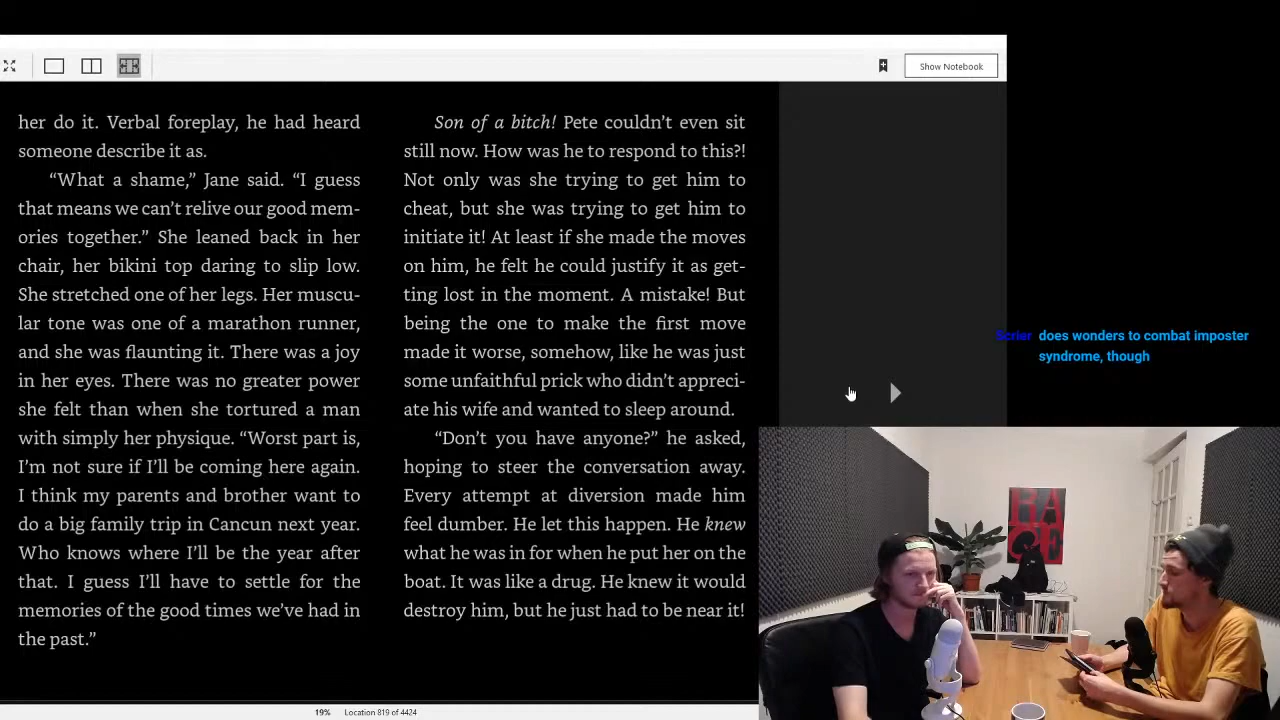 Show Notebook
her do it. Verbal foreplay, he had heard
someone describe it as.
“What a shame,” Jane said. “I guess
that means we can’t relive our good mem-
ories together.” She leaned back in her
chair, her bikini top daring to slip low.
She stretched one of her legs. Her muscu-
lar tone was one of a marathon runner,
and she was flaunting it. There was a joy
in her eyes. There was no greater power
she felt than when she tortured a man
with simply her physique. “Worst part is,
I’m not sure if I’ll be coming here again.
I think my parents and brother want to
do a big family trip in Cancun next year.
Who knows where I’ll be the year after
that. I guess I’ll have to settle for the
memories of the good times we’ve had in
the past.”
Son of a bitch! Pete couldn’t even sit
still now. How was he to respond to this?!
Not only was she trying to get him to
cheat, but she was trying to get him to
initiate it! At least if she made the moves
on him, he felt he could justify it as get-
ting lost in the moment. A mistake! But
being the one to make the first move
made it worse, somehow, like he was just
some unfaithful prick who didn’t appreci-
ate his wife and wanted to sleep around.
“Don’t you have anyone?” he asked,
hoping to steer the conversation away.
Every attempt at diversion made him
feel dumber. He let this happen. He knew
what he was in for when he put her on the
boat. It was like a drug. He knew it would
destroy him, but he just had to be near it!
Scrier does wonders to combat imposter
syndrome, though
RA
GE
19% Location 819 of 4424